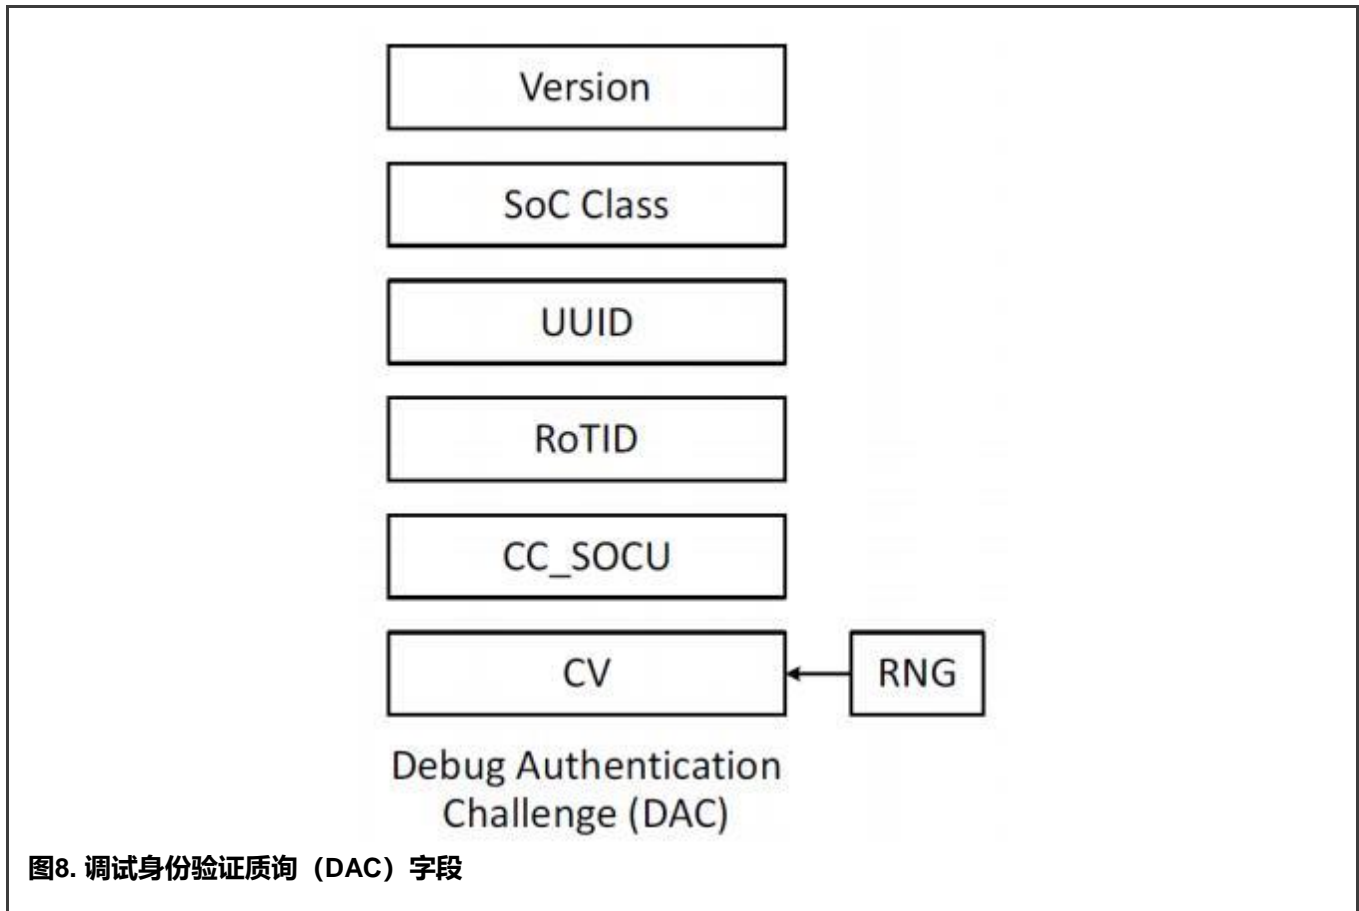 Version
SoC Class
UUID
RoTID
CC_SOCU
CV
RNG
Debug Authentication
Challenge (DAC)
图8. 调试身份验证质询（DAC）字段